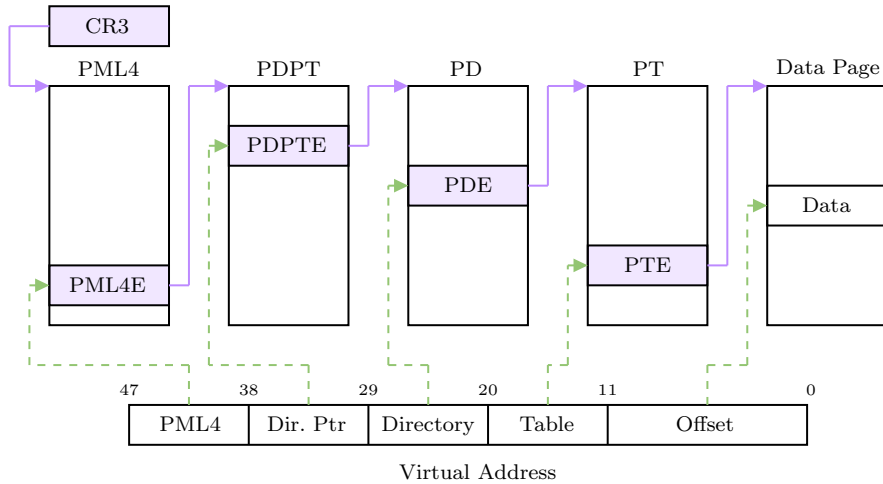 CR3
PML4 PDPT PD PT Data Page
PDPTE
PDE
Data
PML4E PTE
47 38 29 20 11 0
PML4 Dir. Ptr Directory Table Offset
Virtual Address